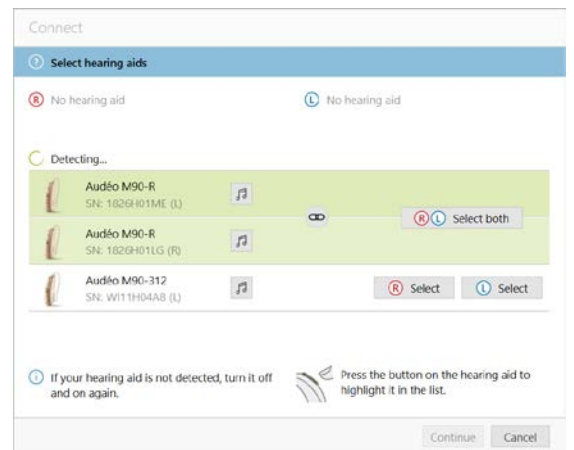 Connect
? Select hearing aids
R No hearing aid
L No hearing aid
Detecting...
Audéo M90-R
SN: 1826H01ME (L)
R L Select both
Audéo M90-R
SN: 1826H01LG (R)
Audéo M90-312
SN: WI11H04A8 (L)
R Select
L Select
i If your hearing aid is not detected, turn it off
and on again.
Press the button on the hearing aid to
highlight it in the list.
Continue
Cancel